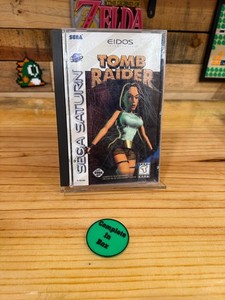 ZELDA
SEGA
EIDOS
TOMB
RAIDER
SEGA SATURN
Complete
In
Box